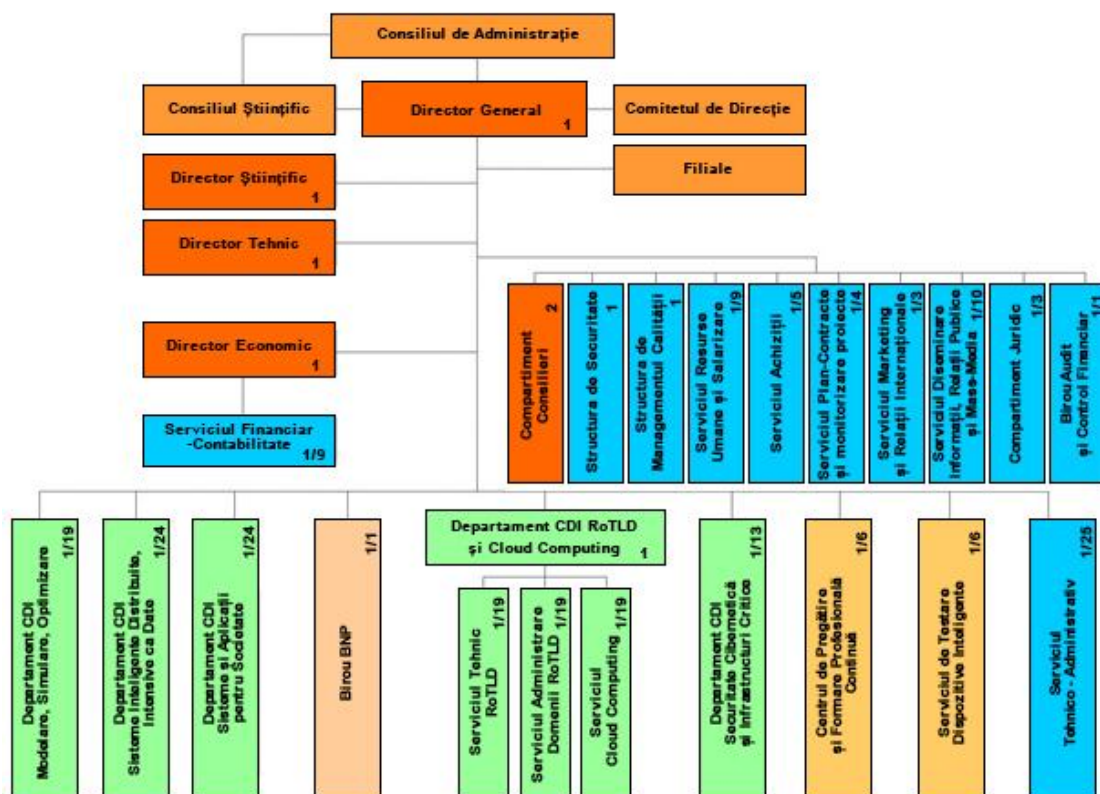 Consiliul de Administrație
Consiliul Științific
Director General
1
Comitetul de Direcție
Director Științific
1
Filiale
Director Tehnic
1
Director Economic
1
Serviciul Financiar
-Contabilitate
1/9
Compartiment
Consilieri
2
Structura de Securitate
1
Structura de
Managementul Calității
1
Serviciul Resurse
Umane și Salarizare
1/9
Serviciul Achiziții
1/5
Serviciul Plan-Contracte
și monitorizare proiecte
1/4
Serviciul Marketing
și Relații Internaționale
1/3
Serviciul Diseminare
Informații, Relații Publice
și Mass-Media
1/10
Compartiment Juridic
1/3
Birou Audit
și Control Financiar
1/1
Departament CDI
Modelare, Simulare, Optimizare
1/19
Departament CDI
Sisteme Inteligente Distribuite,
Intensive ca Date
1/24
Departament CDI
Sisteme și Aplicații
pentru Societate
1/24
Birou BNP
1/1
Departament CDI RoTLD
și Cloud Computing
1
Serviciul Tehnic
RoTLD
1/19
Serviciul Administrare
Domenii RoTLD
1/19
Serviciul
Cloud Computing
1/19
Departament CDI
Securitate Cibernetică
și Infrastructuri Critice
1/13
Centrul de Pregătire
și Formare Profesională
Continuă
1/6
Serviciul de Testare
Dispozitive Inteligente
1/6
Serviciul
Tehnico - Administrativ
1/25